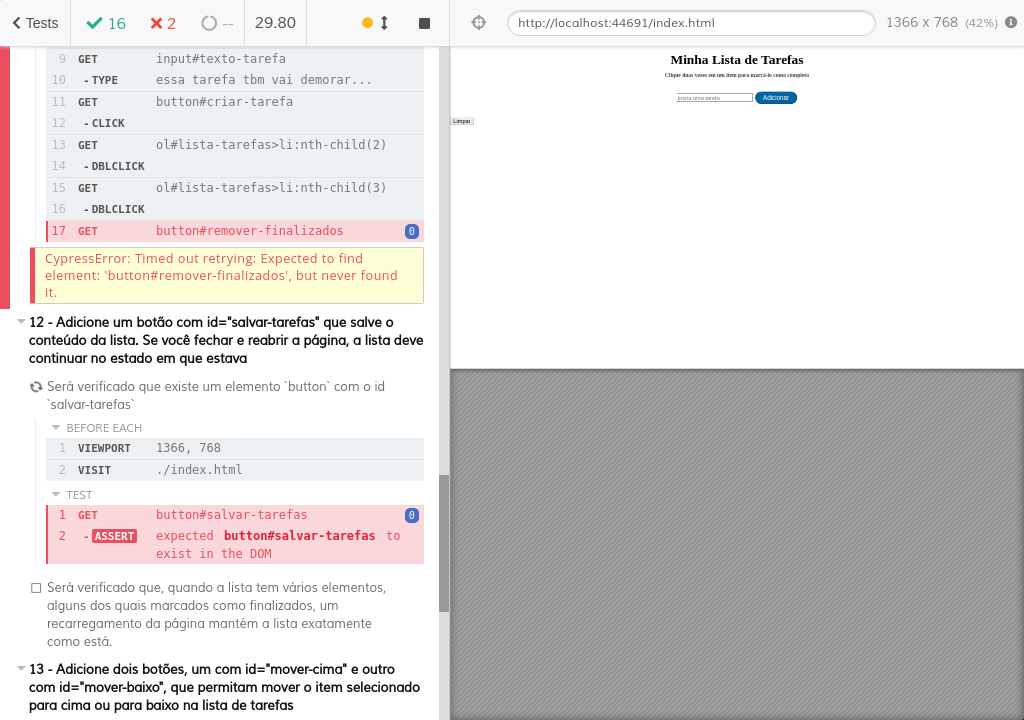 Tests
16
2
--
29.80
http://localhost:44691/index.html
1366 x 768 (42%)
9 GET input#texto-tarefa
10 - TYPE essa tarefa tbm vai demorar...
11 GET button#criar-tarefa
12 - CLICK
13 GET ol#lista-tarefas>li:nth-child(2)
14 - DBLCLICK
15 GET ol#lista-tarefas>li:nth-child(3)
16 - DBLCLICK
17 GET button#remover-finalizados 0
CypressError: Timed out retrying: Expected to find
element: 'button#remover-finalizados', but never found
it.
12 - Adicione um botão com id="salvar-tarefas" que salve o
conteúdo da lista. Se você fechar e reabrir a página, a lista deve
continuar no estado em que estava
Será verificado que existe um elemento `button` com o id
`salvar-tarefas`
BEFORE EACH
1 VIEWPORT 1366, 768
2 VISIT ./index.html
TEST
1 GET button#salvar-tarefas 0
2 - ASSERT expected button#salvar-tarefas to
exist in the DOM
Será verificado que, quando a lista tem vários elementos,
alguns dos quais marcados como finalizados, um
recarregamento da página mantém a lista exatamente
como está.
13 - Adicione dois botões, um com id="mover-cima" e outro
com id="mover-baixo", que permitam mover o item selecionado
para cima ou para baixo na lista de tarefas
Minha Lista de Tarefas
Clique duas vezes em um item para marcá-lo como completo
Insira uma tarefa
Adicionar
Limpar